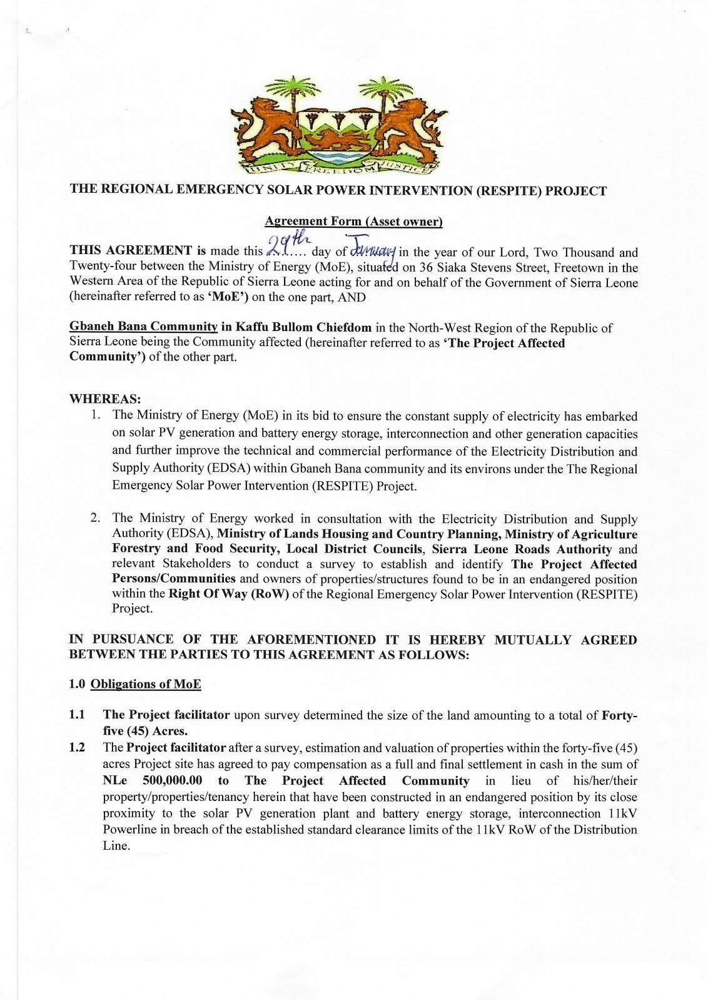 UNITY FREEDOM JUSTICE
THE REGIONAL EMERGENCY SOLAR POWER INTERVENTION (RESPITE) PROJECT
Agreement Form (Asset owner)
THIS AGREEMENT is made this 29th day of January in the year of our Lord, Two Thousand and
Twenty-four between the Ministry of Energy (MoE), situated on 36 Siaka Stevens Street, Freetown in the
Western Area of the Republic of Sierra Leone acting for and on behalf of the Government of Sierra Leone
(hereinafter referred to as ‘MoE’) on the one part, AND
Gbaneh Bana Community in Kaffu Bullom Chiefdom in the North-West Region of the Republic of
Sierra Leone being the Community affected (hereinafter referred to as ‘The Project Affected
Community’) of the other part.
WHEREAS:
1. The Ministry of Energy (MoE) in its bid to ensure the constant supply of electricity has embarked
on solar PV generation and battery energy storage, interconnection and other generation capacities
and further improve the technical and commercial performance of the Electricity Distribution and
Supply Authority (EDSA) within Gbaneh Bana community and its environs under the The Regional
Emergency Solar Power Intervention (RESPITE) Project.
2. The Ministry of Energy worked in consultation with the Electricity Distribution and Supply
Authority (EDSA), Ministry of Lands Housing and Country Planning, Ministry of Agriculture
Forestry and Food Security, Local District Councils, Sierra Leone Roads Authority and
relevant Stakeholders to conduct a survey to establish and identify The Project Affected
Persons/Communities and owners of properties/structures found to be in an endangered position
within the Right Of Way (RoW) of the Regional Emergency Solar Power Intervention (RESPITE)
Project.
IN PURSUANCE OF THE AFOREMENTIONED IT IS HEREBY MUTUALLY AGREED
BETWEEN THE PARTIES TO THIS AGREEMENT AS FOLLOWS:
1.0 Obligations of MoE
1.1 The Project facilitator upon survey determined the size of the land amounting to a total of Forty-
five (45) Acres.
1.2 The Project facilitator after a survey, estimation and valuation of properties within the forty-five (45)
acres Project site has agreed to pay compensation as a full and final settlement in cash in the sum of
NLe 500,000.00 to The Project Affected Community in lieu of his/her/their
property/properties/tenancy herein that have been constructed in an endangered position by its close
proximity to the solar PV generation plant and battery energy storage, interconnection 11kV
Powerline in breach of the established standard clearance limits of the 11kV RoW of the Distribution
Line.